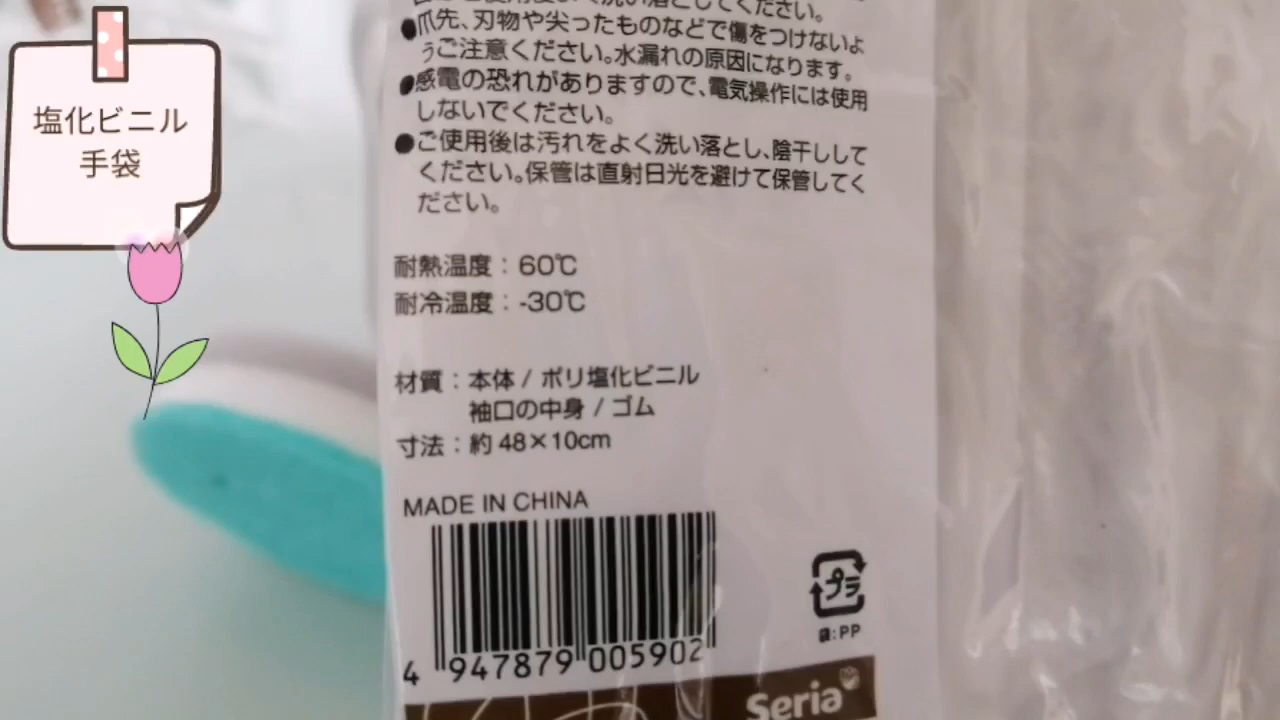 塩化ビニル
手袋
●爪先、刃物や尖ったものなどで傷をつけないよ
うご注意ください。水漏れの原因になります。
●感電の恐れがありますので、電気操作には使用
しないでください。
●ご使用後は汚れをよく洗い落とし、陰干しして
ください。保管は直射日光を避けて保管してく
ださい。
耐熱温度：60℃
耐冷温度：-30℃
材質：本体 / ポリ塩化ビニル
袖口の中身 / ゴム
寸法：約 48×10cm
MADE IN CHINA
4 947879 005902
プラ
袋:PP
Seria